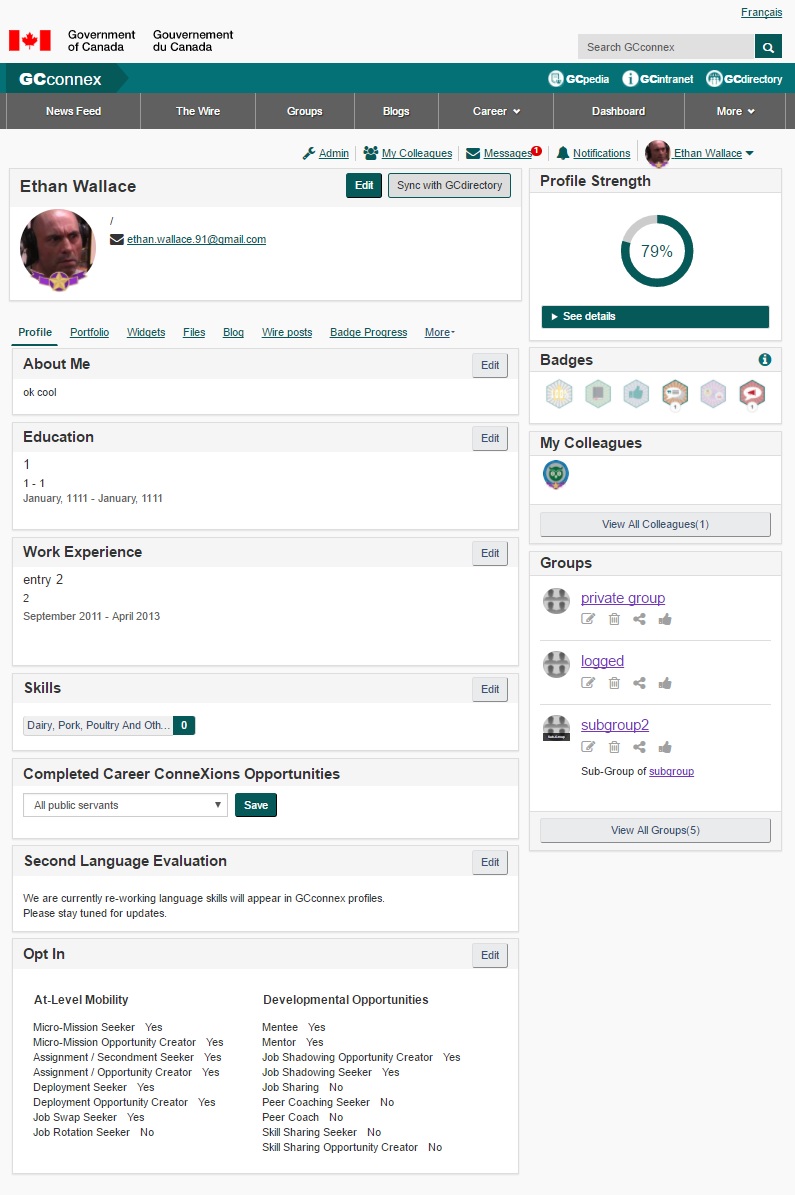 Français
Government of Canada
Gouvernement du Canada
Search GCconnex
GCconnex
GCpedia
GCintranet
GCdirectory
News Feed
The Wire
Groups
Blogs
Career
Dashboard
More
Admin
My Colleagues
Messages 1
Notifications
Ethan Wallace
Ethan Wallace
Edit
Sync with GCdirectory
/
ethan.wallace.91@gmail.com
Profile
Portfolio
Widgets
Files
Blog
Wire posts
Badge Progress
More
About Me
Edit
ok cool
Education
Edit
1
1 - 1
January, 1111 - January, 1111
Work Experience
Edit
entry 2
2
September 2011 - April 2013
Skills
Edit
Dairy, Pork, Poultry And Oth... 0
Completed Career ConneXions Opportunities
All public servants
Save
Second Language Evaluation
Edit
We are currently re-working language skills will appear in GCconnex profiles.
Please stay tuned for updates.
Opt In
Edit
At-Level Mobility
Micro-Mission Seeker Yes
Micro-Mission Opportunity Creator Yes
Assignment / Secondment Seeker Yes
Assignment / Opportunity Creator Yes
Deployment Seeker Yes
Deployment Opportunity Creator Yes
Job Swap Seeker Yes
Job Rotation Seeker No
Developmental Opportunities
Mentee Yes
Mentor Yes
Job Shadowing Opportunity Creator Yes
Job Shadowing Seeker Yes
Job Sharing No
Peer Coaching Seeker No
Peer Coach No
Skill Sharing Seeker No
Skill Sharing Opportunity Creator No
Profile Strength
79%
See details
Badges
1
1
My Colleagues
View All Colleagues(1)
Groups
private group
logged
subgroup2
Sub-Group of subgroup
View All Groups(5)